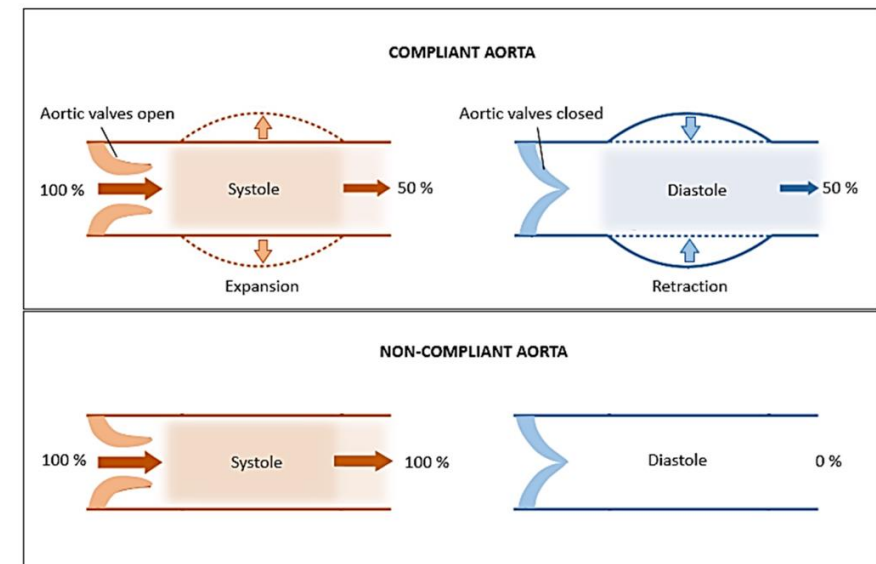 COMPLIANT AORTA
Aortic valves open
Aortic valves closed
100 %
Systole
50 %
Diastole
50 %
Expansion
Retraction
NON-COMPLIANT AORTA
100 %
Systole
100 %
Diastole
0 %